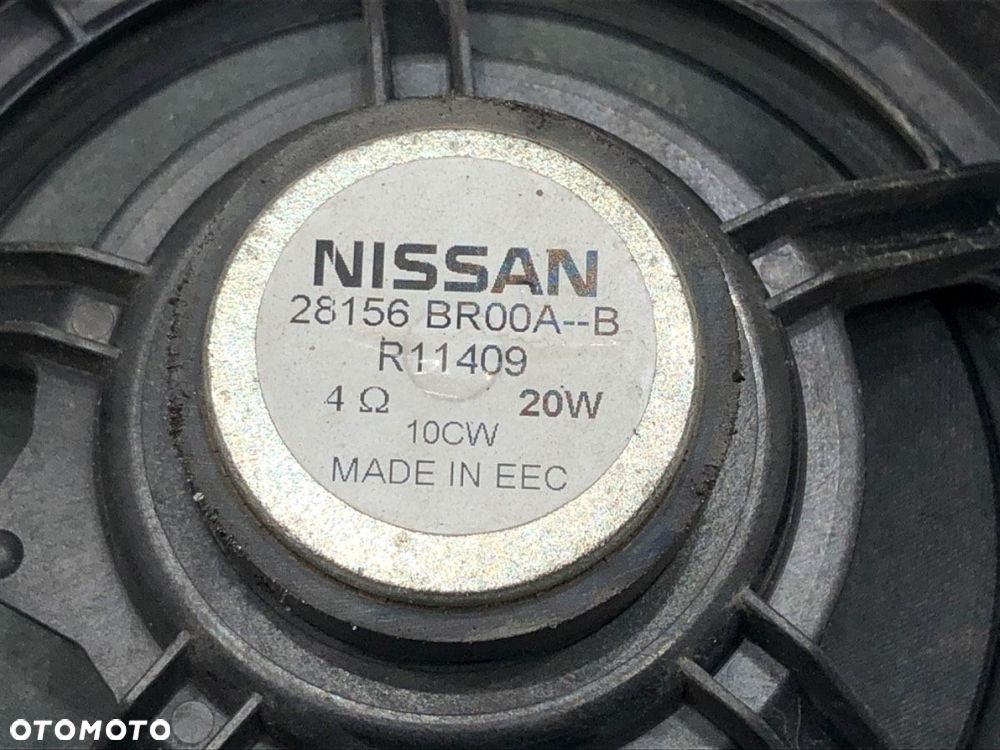 NISSAN
28156 BR00A--B
R11409
4 Ω 20W
10CW
MADE IN EEC
OTOMOTO